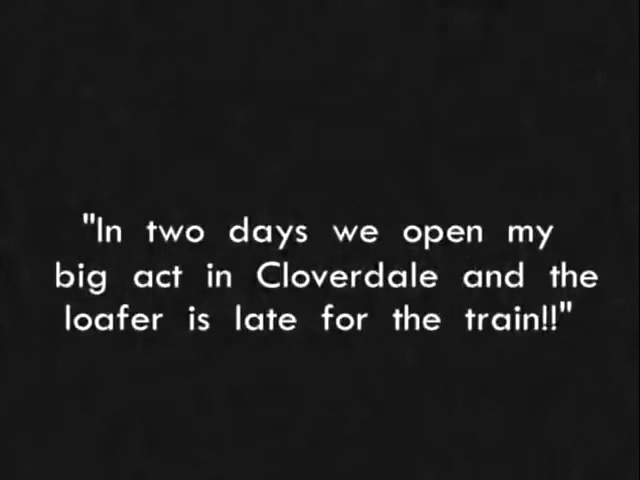 "In two days we open my
big act in Cloverdale and the
loafer is late for the train!!"